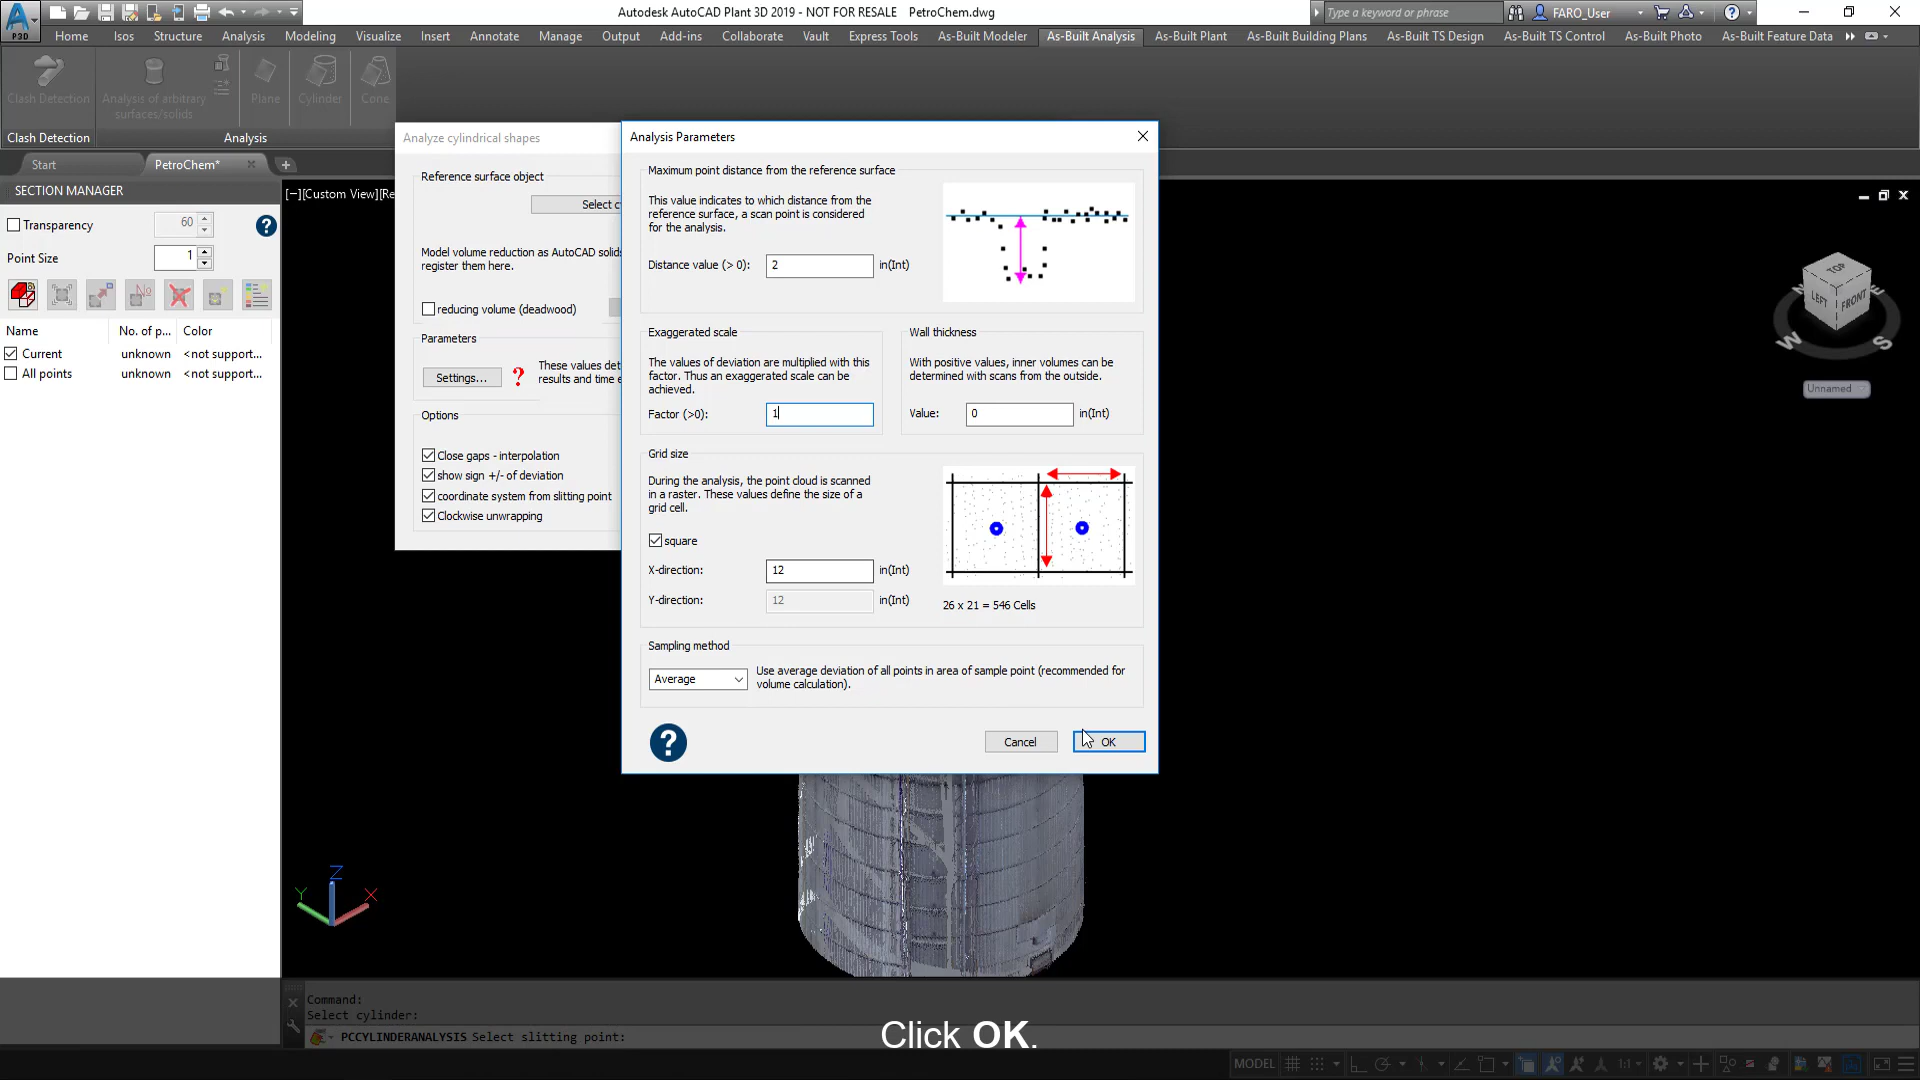 Autodesk AutoCAD Plant 3D 2019 - NOT FOR RESALE PetroChem.dwg
Type a keyword or phrase
FARO_User
P3D
Home Isos Structure Analysis Modeling Visualize Insert Annotate Manage Output Add-ins Collaborate Vault Express Tools As-Built Modeler As-Built Analysis As-Built Plant As-Built Building Plans As-Built TS Design As-Built TS Control As-Built Photo As-Built Feature Data
Clash Detection
Analysis of arbitrary
surfaces/solids
Plane
Cylinder
Cone
Clash Detection
Analysis
Start
PetroChem*
SECTION MANAGER
Transparency
60
Point Size
1
Name No. of p... Color
Current unknown <not support...
All points unknown <not support...
[−][Custom View][Re
Analyze cylindrical shapes
Reference surface object
Select c
Model volume reduction as AutoCAD solids
register them here.
reducing volume (deadwood)
Parameters
Settings...
?
These values det
results and time e
Options
Close gaps - interpolation
show sign +/- of deviation
coordinate system from slitting point
Clockwise unwrapping
Analysis Parameters
Maximum point distance from the reference surface
This value indicates to which distance from the
reference surface, a scan point is considered
for the analysis.
Distance value (> 0): 2 in(Int)
Exaggerated scale
The values of deviation are multiplied with this
factor. Thus an exaggerated scale can be
achieved.
Factor (>0): 1
Wall thickness
With positive values, inner volumes can be
determined with scans from the outside.
Value: 0 in(Int)
Grid size
During the analysis, the point cloud is scanned
in a raster. These values define the size of a
grid cell.
square
X-direction: 12 in(Int)
Y-direction: 12 in(Int)
26 x 21 = 546 Cells
Sampling method
Average
Use average deviation of all points in area of sample point (recommended for
volume calculation).
?
Cancel
OK
TOP
LEFT
FRONT
N
E
W
S
Unnamed
Z
Y
X
Command:
Select cylinder:
PCCYLINDERANALYSIS Select slitting point:
Click OK.
MODEL
1:1